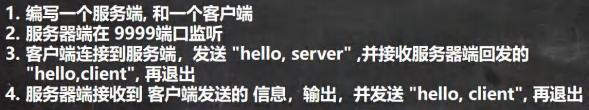 1. 编写一个服务端, 和一个客户端
2. 服务器端在 9999端口监听
3. 客户端连接到服务端，发送 "hello, server" ,并接收服务器端回发的
"hello,client", 再退出
4. 服务器端接收到 客户端发送的 信息，输出，并发送 "hello, client", 再退出